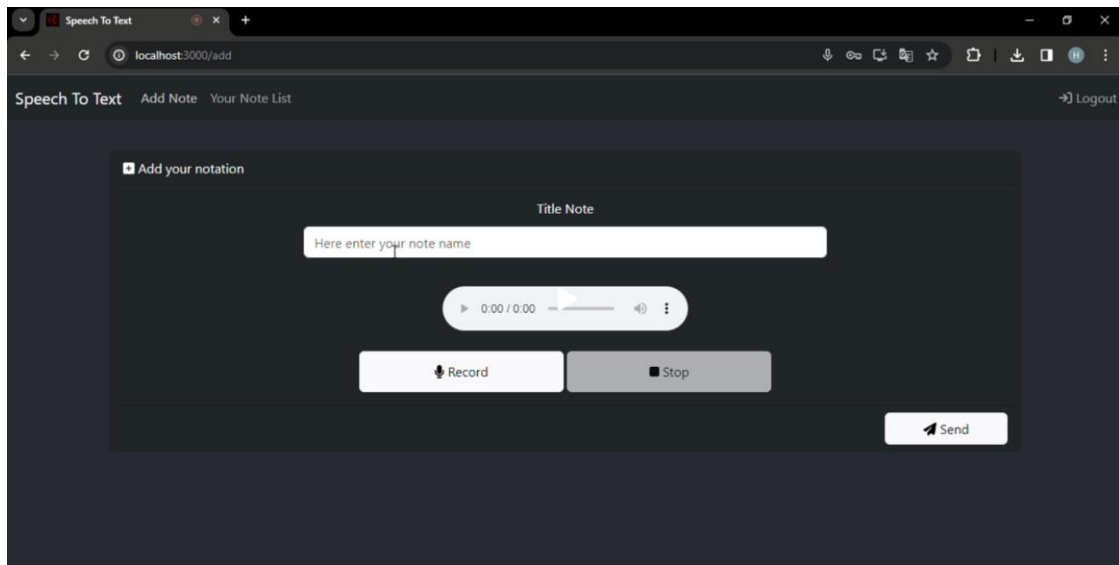 Speech To Text
localhost:3000/add
H
Speech To Text Add Note Your Note List Logout
Add your notation
Title Note
Here enter your note name
0:00 / 0:00
Record Stop
Send